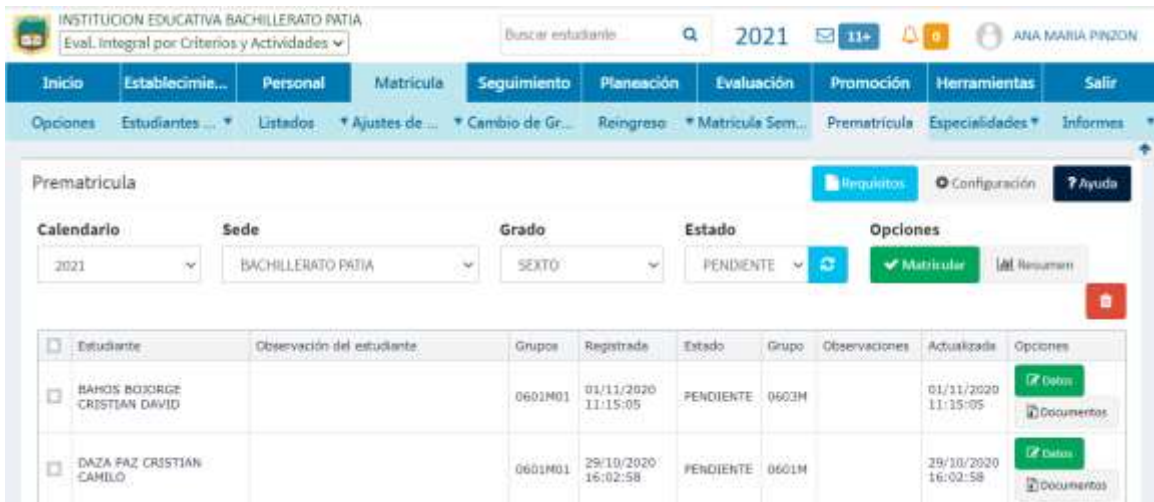 INSTITUCION EDUCATIVA BACHILLERATO PATIA
Eval. Integral por Criterios y Actividades
Buscar estudiante
2021
11+
0
ANA MARIA PINZON
Inicio Establecimie... Personal Matricula Seguimiento Planeación Evaluación Promoción Herramientas Salir
Opciones Estudiantes ... Listados Ajustes de ... Cambio de Gr... Reingreso Matricula Sem... Prematricula Especialidades Informes
Prematricula Requisitos Configuración ? Ayuda
Calendario Sede Grado Estado Opciones
2021 BACHILLERATO PATIA SEXTO PENDIENTE Matricular Resumen
Estudiante Observación del estudiante Grupos Registrada Estado Grupo Observaciones Actualizada Opciones
BAHOS BOJORGE CRISTIAN DAVID 0601M01 01/11/2020 11:15:05 PENDIENTE 0603M 01/11/2020 11:15:05 Datos Documentos
DAZA PAZ CRISTIAN CAMILO 0601M01 29/10/2020 16:02:58 PENDIENTE 0601M 29/10/2020 16:02:58 Datos Documentos